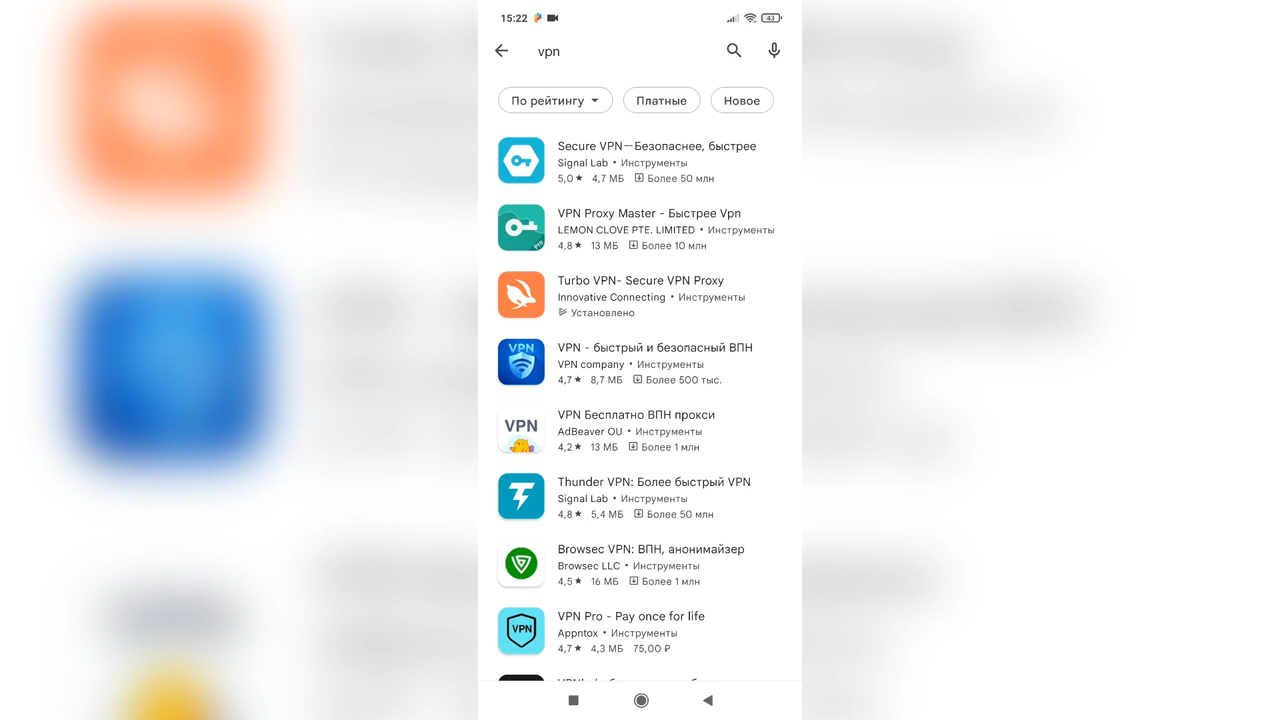 15:22
43
vpn
По рейтингу
Платные
Новое
Secure VPN—Безопаснее, быстрее
Signal Lab • Инструменты
5,0 ★ 4,7 МБ Более 50 млн
VPN Proxy Master - Быстрее Vpn
LEMON CLOVE PTE. LIMITED • Инструменты
4,8 ★ 13 МБ Более 10 млн
Pro
Turbo VPN- Secure VPN Proxy
Innovative Connecting • Инструменты
Установлено
VPN
VPN - быстрый и безопасный ВПН
VPN company • Инструменты
4,7 ★ 8,7 МБ Более 500 тыс.
VPN
VPN Бесплатно ВПН прокси
AdBeaver OU • Инструменты
4,2 ★ 13 МБ Более 1 млн
Thunder VPN: Более быстрый VPN
Signal Lab • Инструменты
4,8 ★ 5,4 МБ Более 50 млн
Browsec VPN: ВПН, анонимайзер
Browsec LLC • Инструменты
4,5 ★ 16 МБ Более 1 млн
VPN
VPN Pro - Pay once for life
Appntox • Инструменты
4,7 ★ 4,3 МБ 75,00 ₽